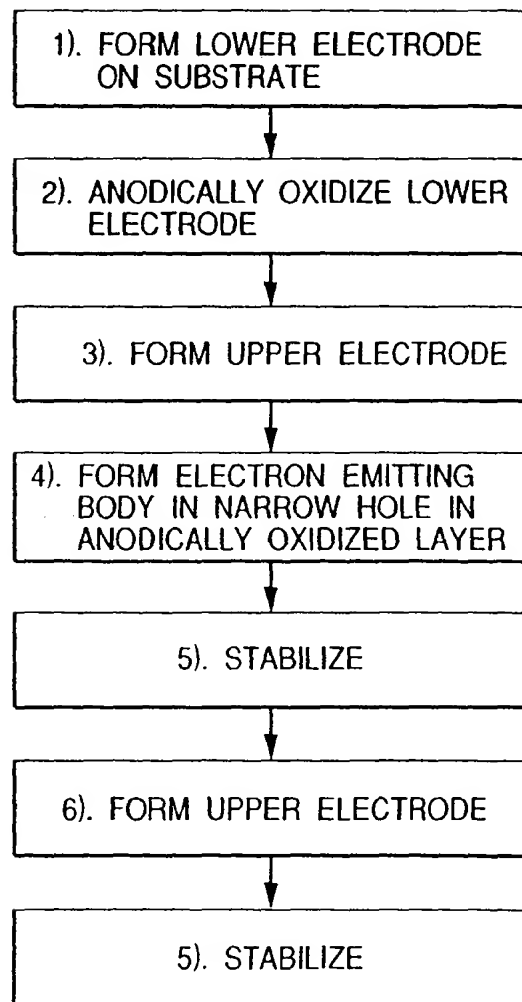 1). FORM LOWER ELECTRODE
ON SUBSTRATE
2). ANODICALLY OXIDIZE LOWER
ELECTRODE
3). FORM UPPER ELECTRODE
4). FORM ELECTRON EMITTING
BODY IN NARROW HOLE IN
ANODICALLY OXIDIZED LAYER
5). STABILIZE
6). FORM UPPER ELECTRODE
5). STABILIZE